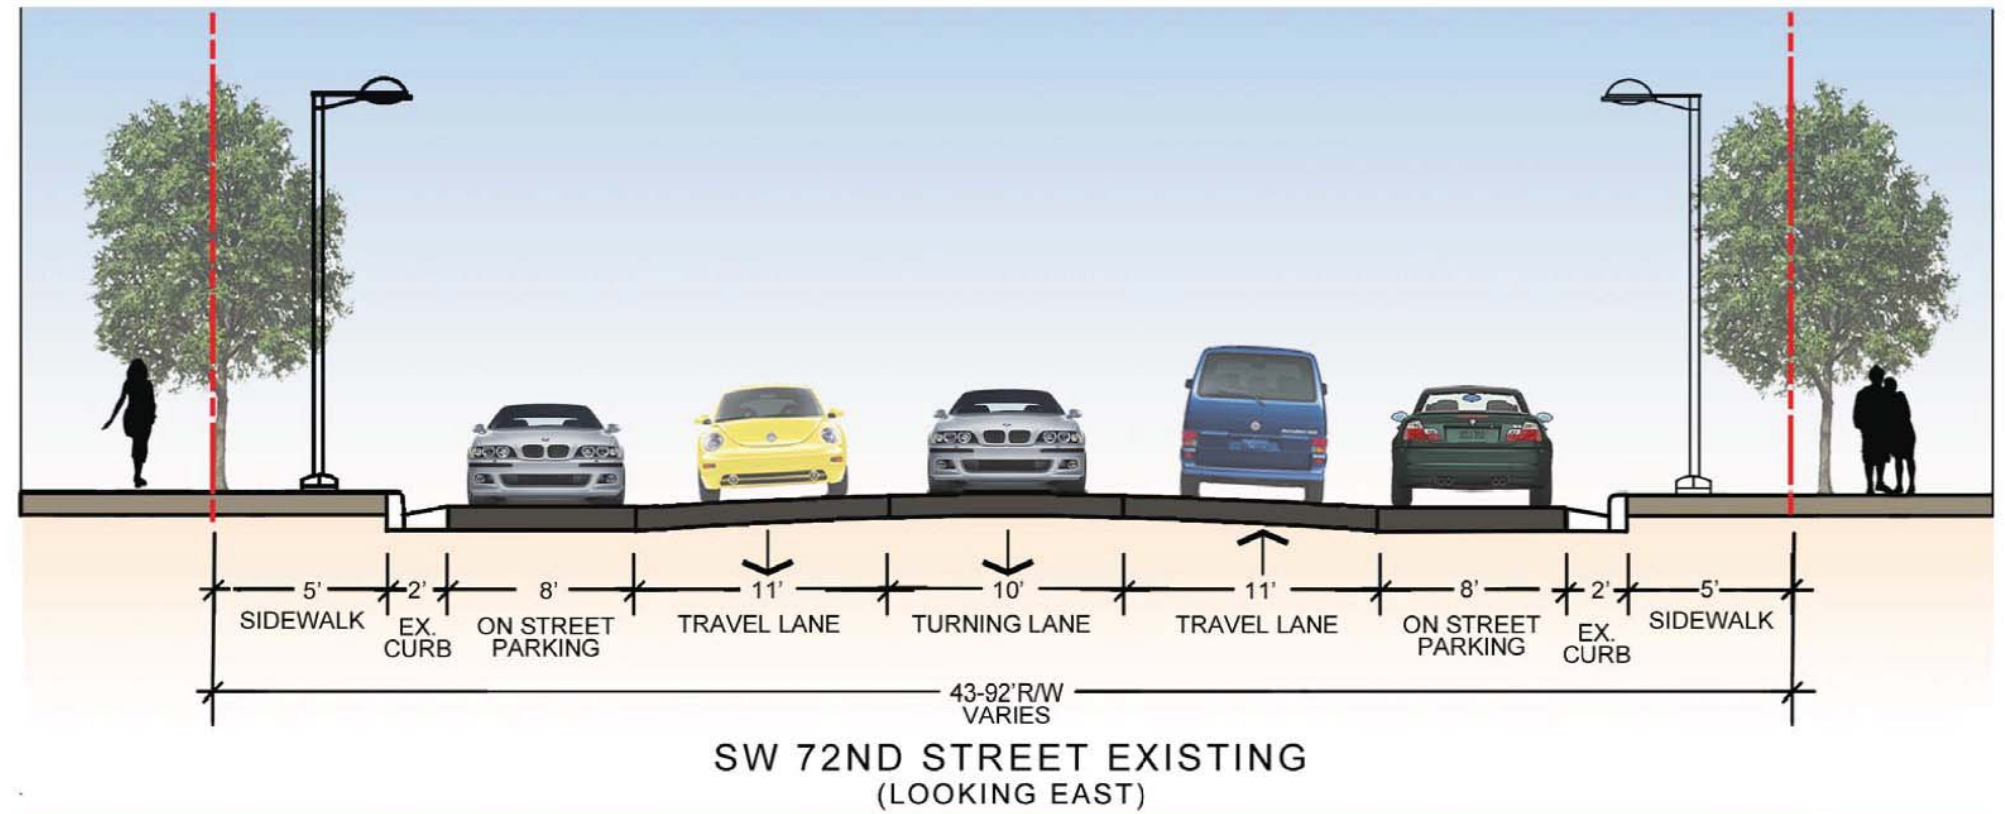 5' 2' 8' 11' 10' 11' 8' 2' 5'
SIDEWALK
EX.
CURB
ON STREET
PARKING
TRAVEL LANE
TURNING LANE
TRAVEL LANE
ON STREET
PARKING
EX.
CURB
SIDEWALK
43-92'R/W
VARIES
SW 72ND STREET EXISTING
(LOOKING EAST)